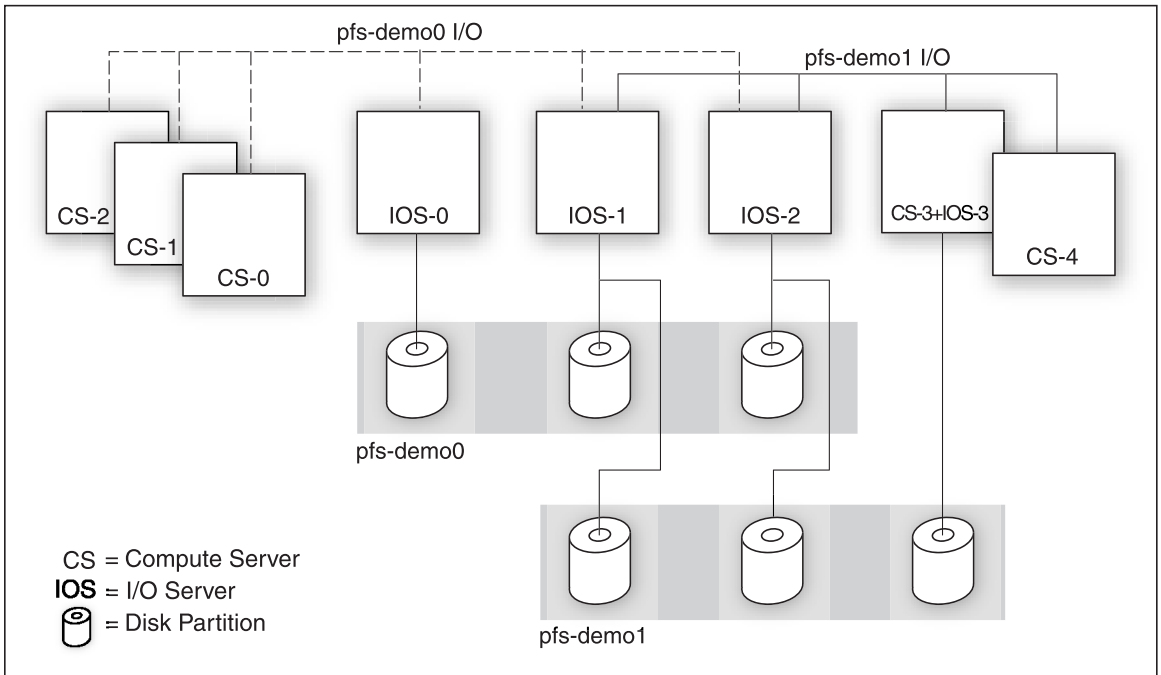 pfs-demo0 I/O
pfs-demo1 I/O
CS-2
CS-1
CS-0
IOS-0
IOS-1
IOS-2
CS-3+IOS-3
CS-4
pfs-demo0
pfs-demo1
CS = Compute Server
IOS = I/O Server
= Disk Partition